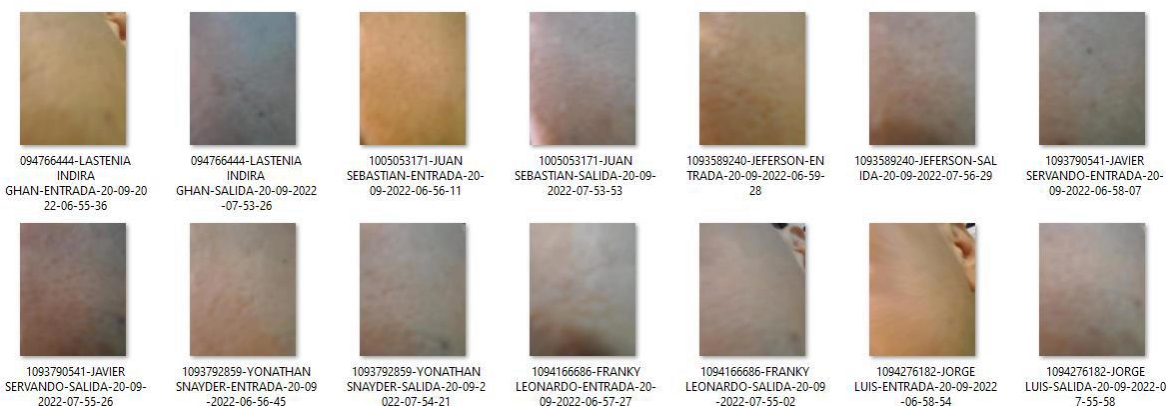 094766444-LASTENIA
INDIRA
GHAN-ENTRADA-20-09-20
22-06-55-36
094766444-LASTENIA
INDIRA
GHAN-SALIDA-20-09-2022
-07-53-26
1005053171-JUAN
SEBASTIAN-ENTRADA-20-
09-2022-06-56-11
1005053171-JUAN
SEBASTIAN-SALIDA-20-09-
2022-07-53-53
1093589240-JEFERSON-EN
TRADA-20-09-2022-06-59-
28
1093589240-JEFERSON-SAL
IDA-20-09-2022-07-56-29
1093790541-JAVIER
SERVANDO-ENTRADA-20-
09-2022-06-58-07
1093790541-JAVIER
SERVANDO-SALIDA-20-09-
2022-07-55-26
1093792859-YONATHAN
SNAYDER-ENTRADA-20-09
-2022-06-56-45
1093792859-YONATHAN
SNAYDER-SALIDA-20-09-2
022-07-54-21
1094166686-FRANKY
LEONARDO-ENTRADA-20-
09-2022-06-57-27
1094166686-FRANKY
LEONARDO-SALIDA-20-09
-2022-07-55-02
1094276182-JORGE
LUIS-ENTRADA-20-09-2022
-06-58-54
1094276182-JORGE
LUIS-SALIDA-20-09-2022-0
7-55-58